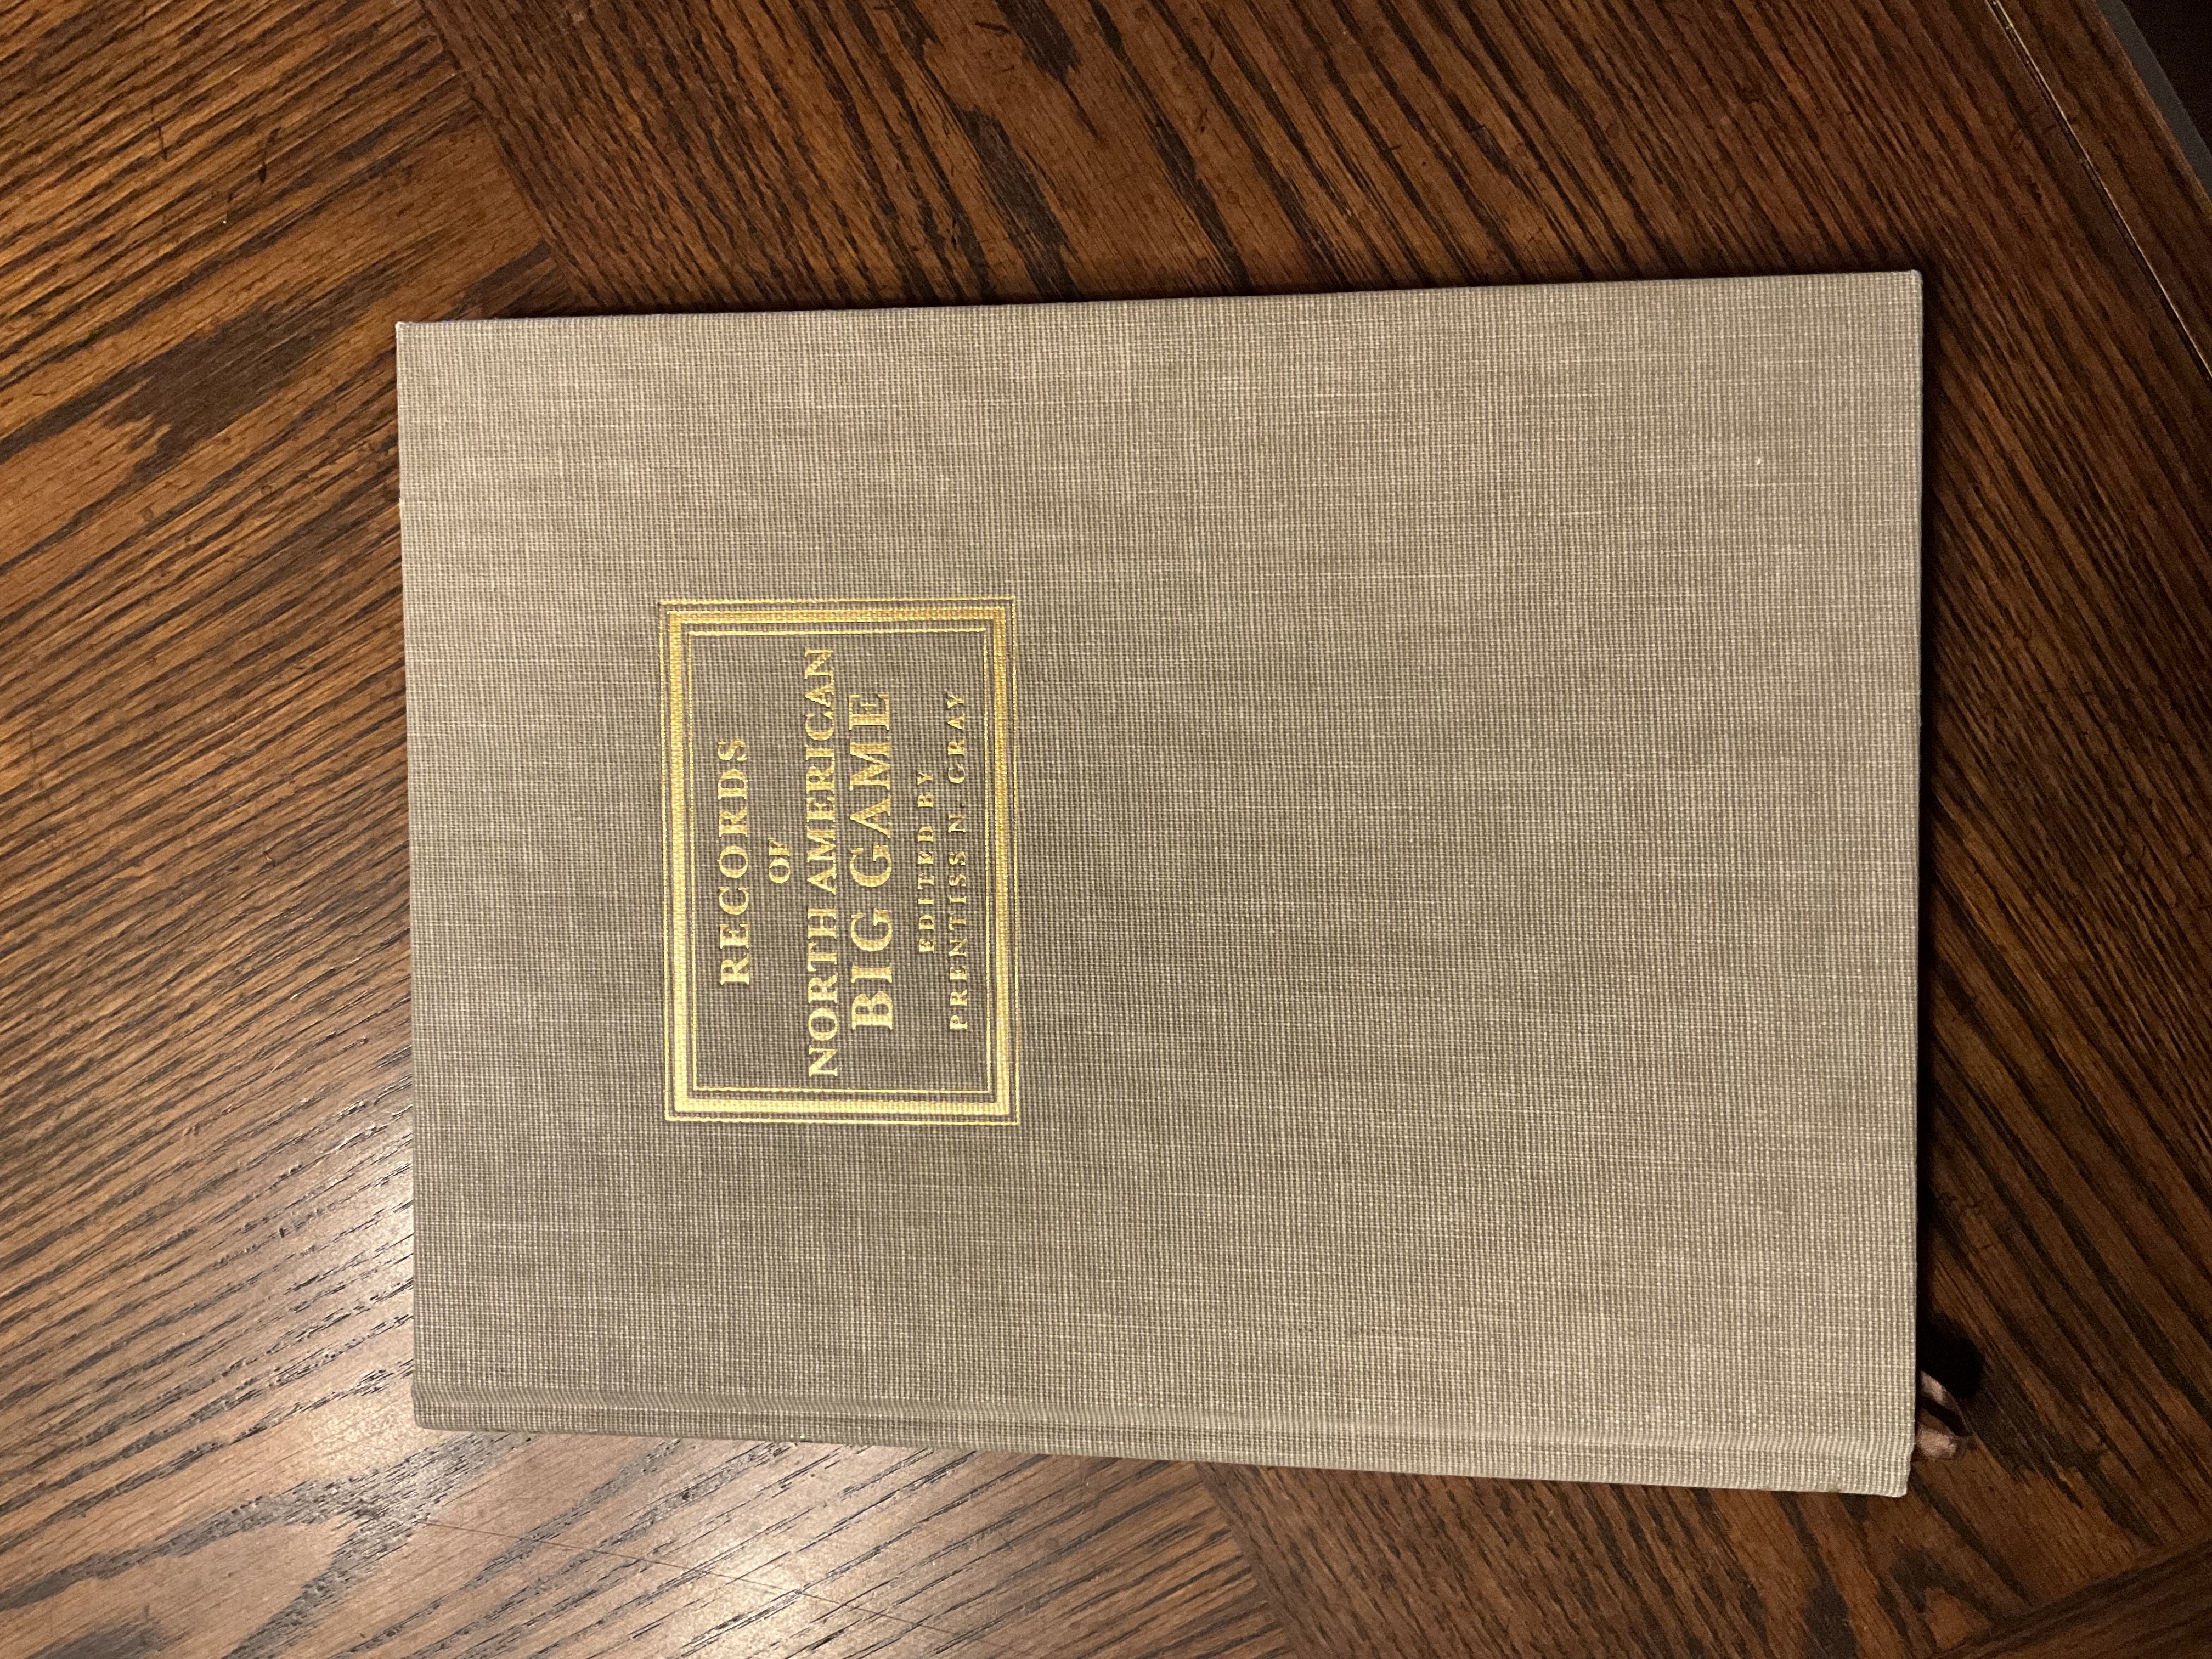 RECORDS
OF
NORTH AMERICAN
BIG GAME
EDITED BY
PRENTISS N. GRAY